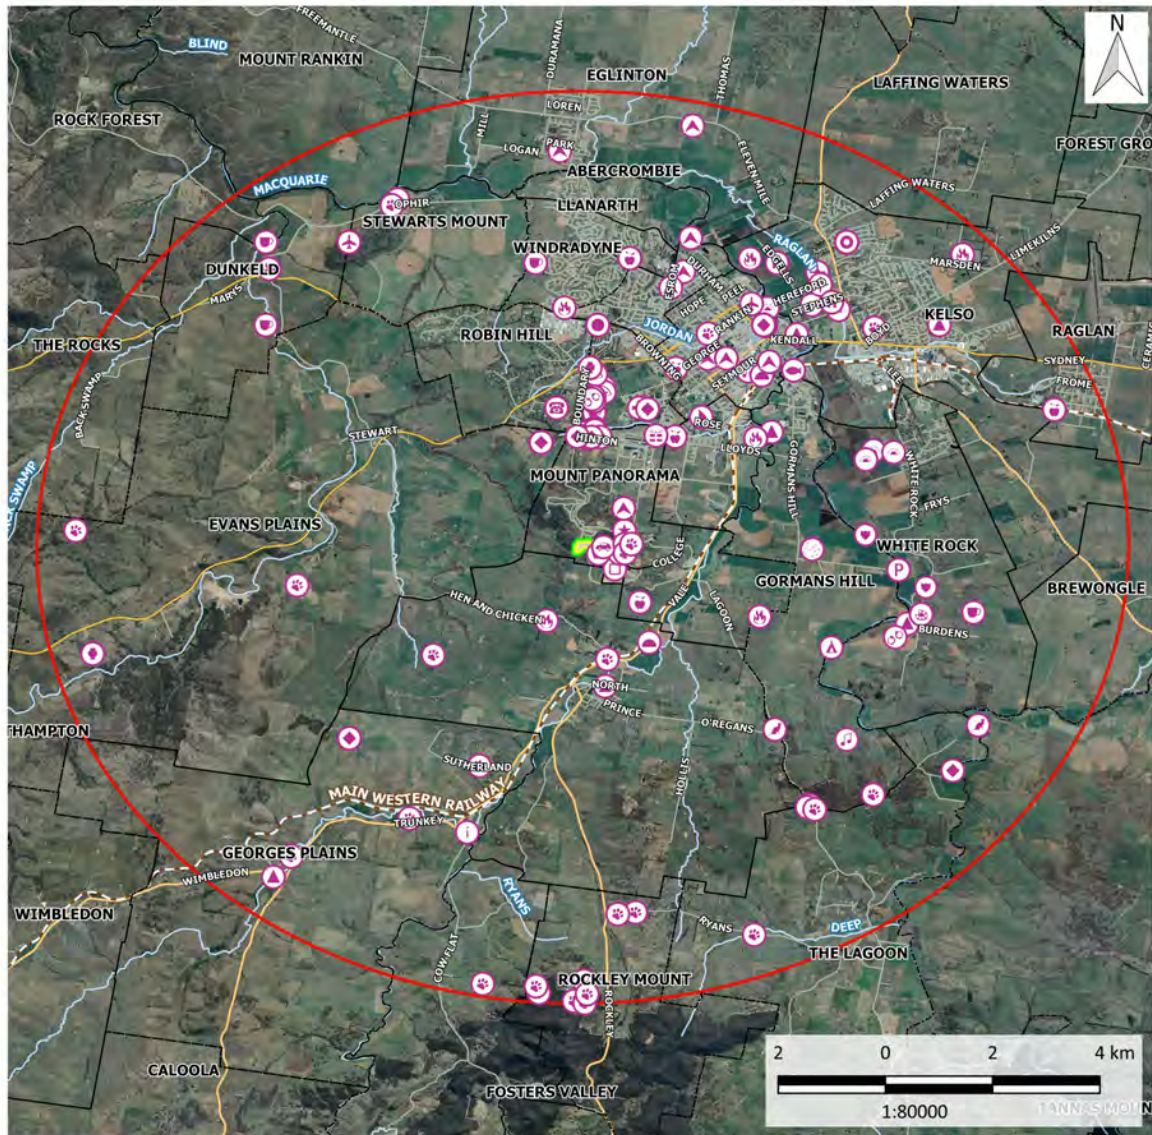 N
BLIND
FREEMANTLE
MOUNT RANKIN
DURAMANA
EGLINTON
THOMAS
LAFFING WATERS
ROCK FOREST
LOREN
MILL
LOGAN
PARK
ELEVEN MILE
FOREST GRO
MACQUARIE
ABERCROMBIE
OPHIR
STEWARTS MOUNT
LLANARTH
LAFFING WATERS
LIMEKILNS
RAGLAN
WINDRADYNE
EDGELLS
MARSDEN
DUNKELD
ESROM
DURHAM
HEREFORD
MARYS
HOPE
PEEL
STEPHENS
KELSO
THE ROCKS
ROBIN HILL
JORDAN
RANKIN
BOYD
RAGLAN
BROWNING
GEORGE
KENDALL
SYDNEY
SEYMOUR
LEE
FROME
BACK SWAMP
BOUNDARY
STEWART
ROSE
HINTON
LLOYDS
GORMANS HILL
MOUNT PANORAMA
WHITE ROCK
EVANS PLAINS
FRYS
COLLEGE
WHITE ROCK
P
GORMANS HILL
BREWONGLE
VALE
LAGOON
HEN AND CHICKEN
BURDENS
NORTH
PRINCE
O'REGANS
THAMPTON
SUTHERLAND
HOLLIS
MAIN WESTERN RAILWAY
TRUNKEY
i
GEORGES PLAINS
WIMBLEDON
WIMBLEDON
RYANS
RYANS
DEEP
COW FLAT
THE LAGOON
ROCKLEY MOUNT
ROCKLEY
CALOOLA
FOSTERS VALLEY
2 0 2 4 km
1:80000